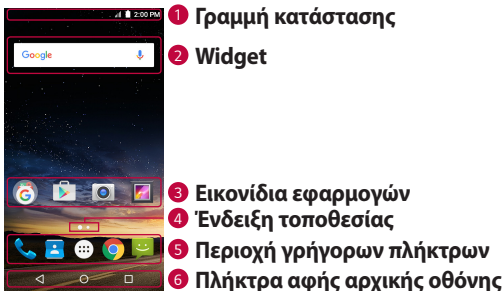 2:00 PM
1 Γραμμή κατάστασης
Google
2 Widget
3 Εικονίδια εφαρμογών
4 Ένδειξη τοποθεσίας
5 Περιοχή γρήγορων πλήκτρων
6 Πλήκτρα αφής αρχικής οθόνης